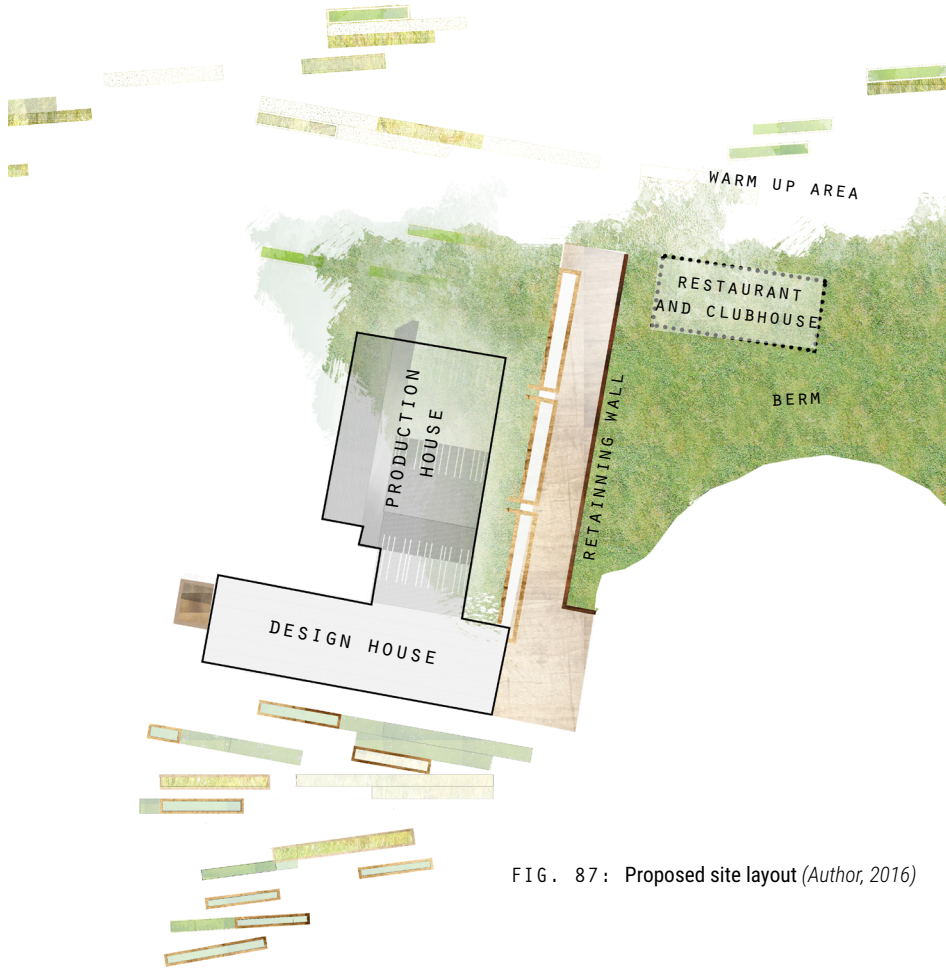 WARM UP AREA
RESTAURANT
AND CLUBHOUSE
BERM
PRODUCTION
HOUSE
RETAINNING WALL
DESIGN HOUSE
FIG. 87: Proposed site layout (Author, 2016)